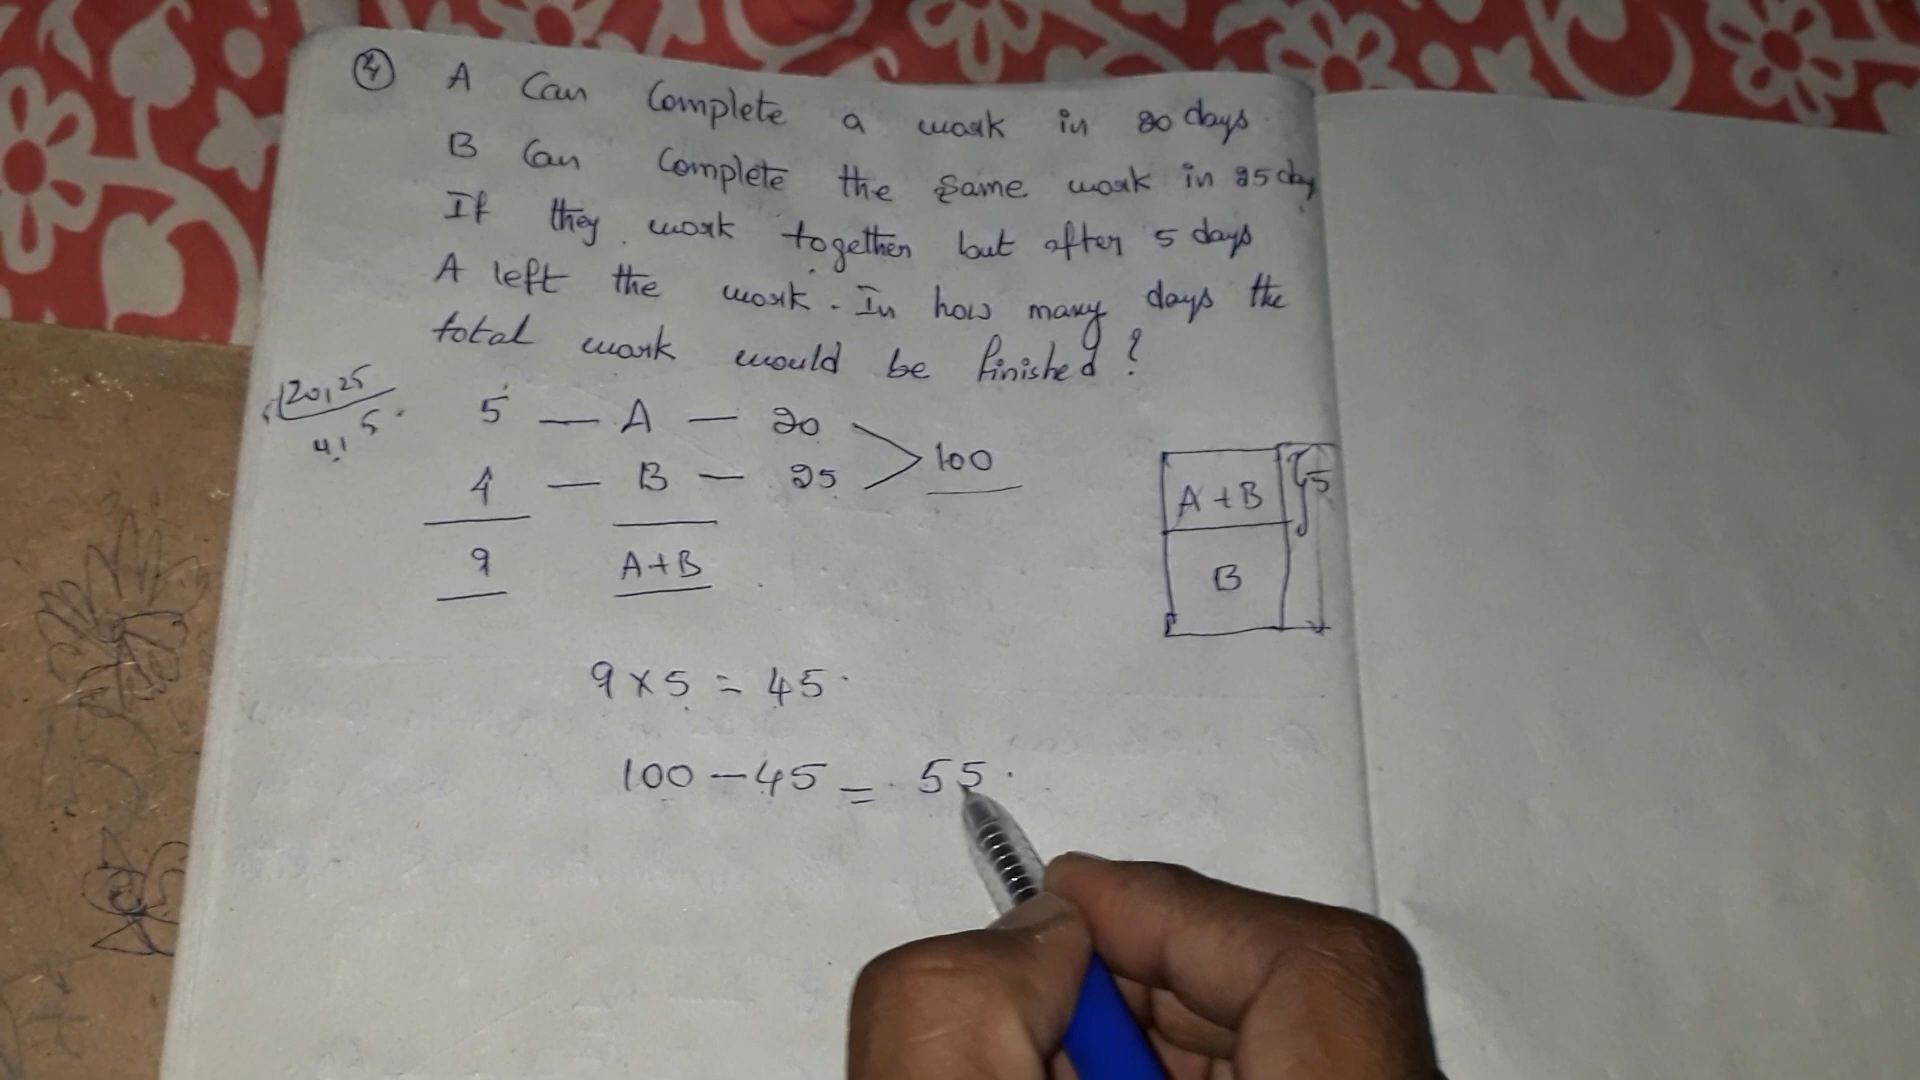 4 A Can Complete a work in 20 days.
B Can Complete the same work in 25 day
If they work together but after 5 days
A left the work. In how many days the
total work would be finished?
20, 25
4, 5
5 — A — 20
100
4 — B — 25
9 A+B
A+B 5
B
9 × 5 = 45
100 – 45 = 55